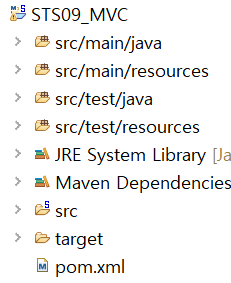 STS09_MVC
src/main/java
src/main/resources
src/test/java
src/test/resources
JRE System Library [Ja
Maven Dependencies
src
target
pom.xml